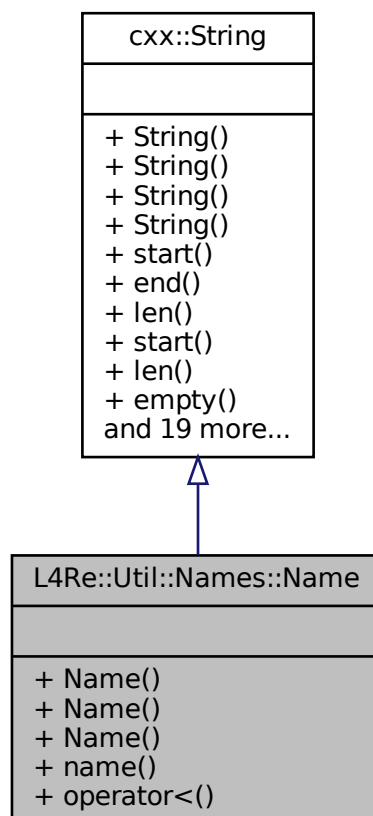 cxx::String
+ String()
+ String()
+ String()
+ String()
+ start()
+ end()
+ len()
+ start()
+ len()
+ empty()
and 19 more...
L4Re::Util::Names::Name
+ Name()
+ Name()
+ Name()
+ name()
+ operator<()